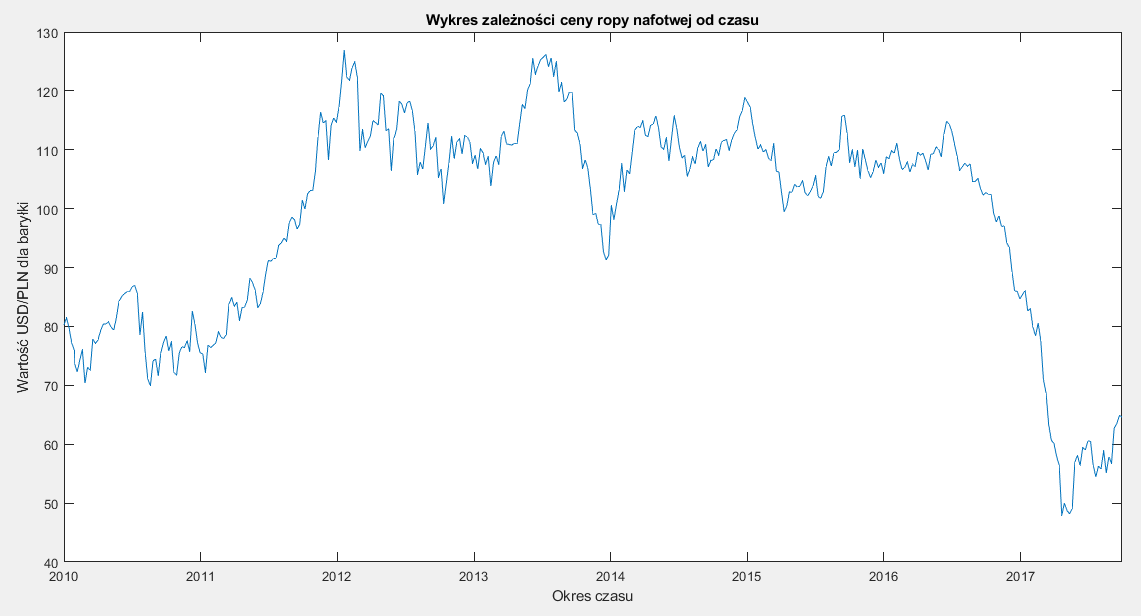 Wykres zależności ceny ropy nafotwej od czasu
Wartość USD/PLN dla baryłki
130
120
110
100
90
80
70
60
50
40
2010 2011 2012 2013 2014 2015 2016 2017
Okres czasu